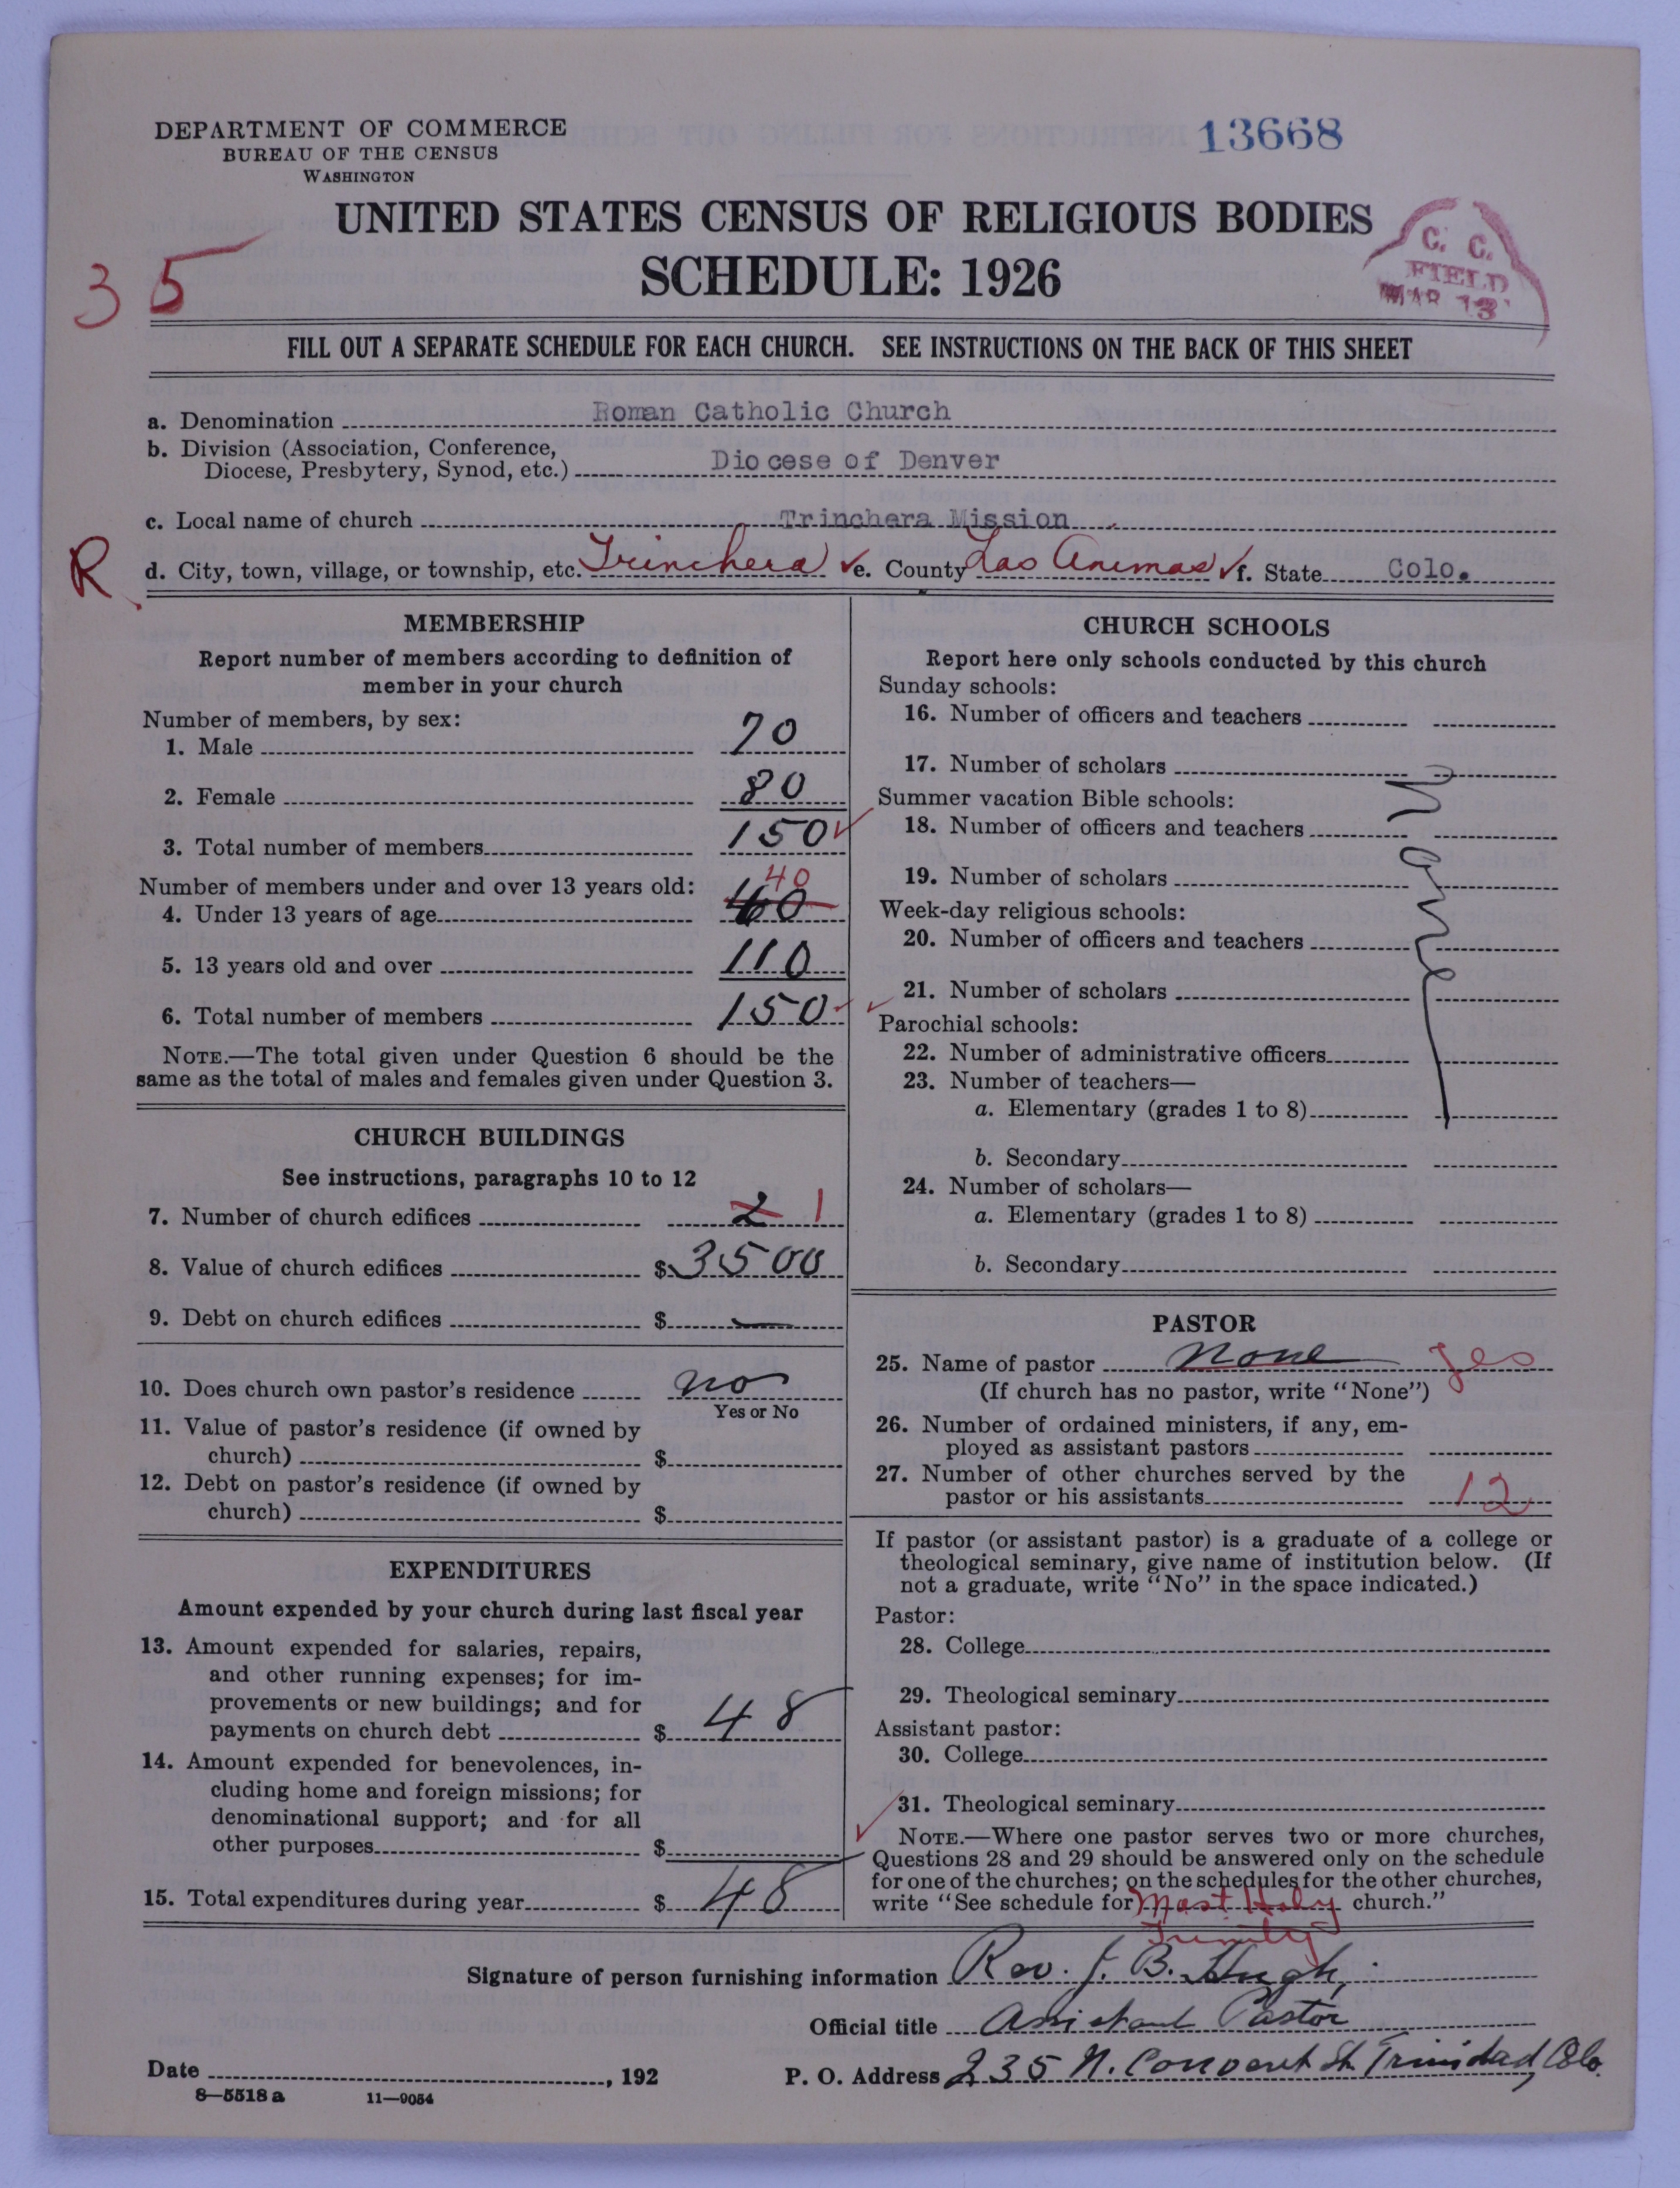 DEPARTMENT OF COMMERCE
BUREAU OF THE CENSUS
WASHINGTON
13668
UNITED STATES CENSUS OF RELIGIOUS BODIES
SCHEDULE: 1926
35
C. C.
FIELD
MAR 13
FILL OUT A SEPARATE SCHEDULE FOR EACH CHURCH. SEE INSTRUCTIONS ON THE BACK OF THIS SHEET
a. Denomination Roman Catholic Church
b. Division (Association, Conference,
Diocese, Presbytery, Synod, etc.) Diocese of Denver
c. Local name of church Trinchera Mission
R d. City, town, village, or township, etc. Trinchera ✓ e. County Las Animas ✓ f. State Colo.
MEMBERSHIP
Report number of members according to definition of
member in your church
Number of members, by sex:
1. Male 70
2. Female 80
3. Total number of members 150 ✓
Number of members under and over 13 years old: 40
4. Under 13 years of age 40
5. 13 years old and over 110
6. Total number of members 150 ✓
NOTE.—The total given under Question 6 should be the
same as the total of males and females given under Question 3.
CHURCH BUILDINGS
See instructions, paragraphs 10 to 12
7. Number of church edifices 2 1
8. Value of church edifices $ 3500
9. Debt on church edifices $ —
10. Does church own pastor's residence no
Yes or No
11. Value of pastor's residence (if owned by
church) $
12. Debt on pastor's residence (if owned by
church) $
EXPENDITURES
Amount expended by your church during last fiscal year
13. Amount expended for salaries, repairs,
and other running expenses; for im-
provements or new buildings; and for
payments on church debt $ 48
14. Amount expended for benevolences, in-
cluding home and foreign missions; for
denominational support; and for all
other purposes $
15. Total expenditures during year $ 48
CHURCH SCHOOLS
Report here only schools conducted by this church
Sunday schools:
16. Number of officers and teachers
17. Number of scholars
Summer vacation Bible schools:
18. Number of officers and teachers
19. Number of scholars
Week-day religious schools:
20. Number of officers and teachers
21. Number of scholars
Parochial schools:
22. Number of administrative officers
23. Number of teachers—
a. Elementary (grades 1 to 8)
b. Secondary
24. Number of scholars—
a. Elementary (grades 1 to 8)
b. Secondary
None
PASTOR
25. Name of pastor None yes
(If church has no pastor, write "None")
26. Number of ordained ministers, if any, em-
ployed as assistant pastors
27. Number of other churches served by the
pastor or his assistants 12
If pastor (or assistant pastor) is a graduate of a college or
theological seminary, give name of institution below. (If
not a graduate, write "No" in the space indicated.)
Pastor:
28. College
29. Theological seminary
Assistant pastor:
30. College
31. Theological seminary
✓ NOTE.—Where one pastor serves two or more churches,
Questions 28 and 29 should be answered only on the schedule
for one of the churches; on the schedules for the other churches,
write "See schedule for Most Holy church."
Trinity
Signature of person furnishing information Rev. J. B. Hugh,
Official title Assistant Pastor
Date , 192 P. O. Address 235 N. Convent St. Trinidad, Colo.
8—5518 a 11—9054